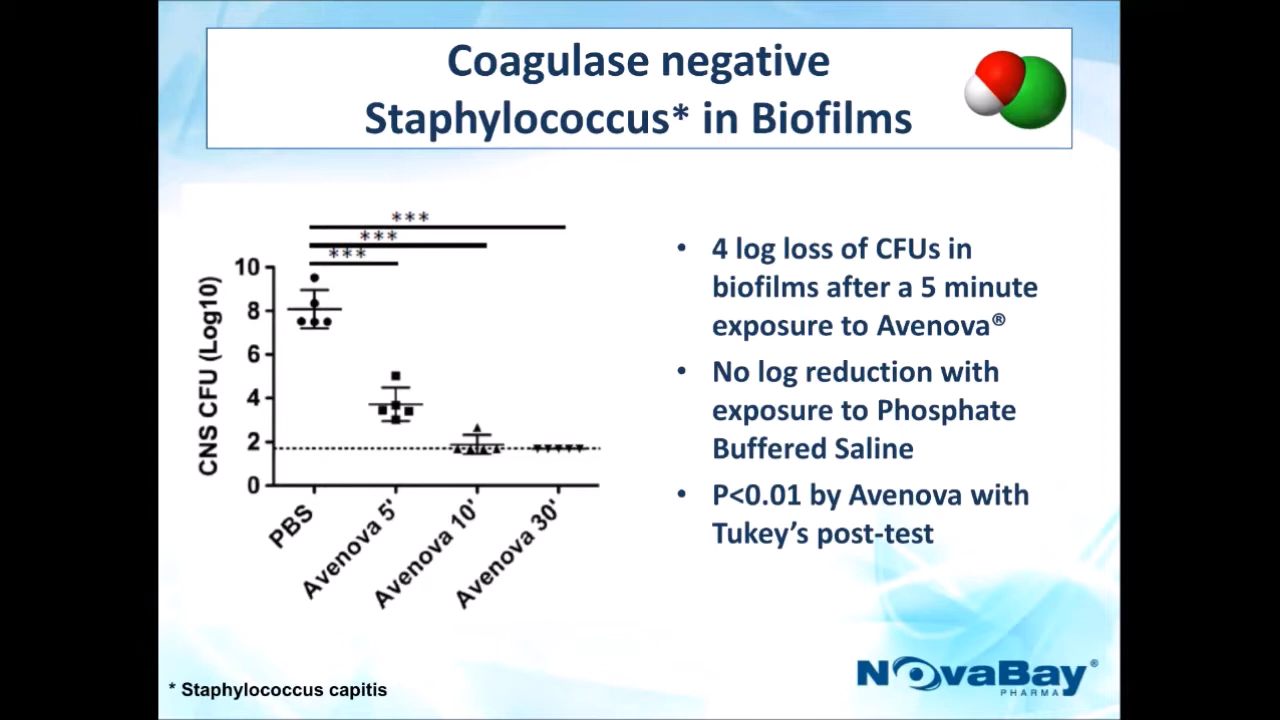 Coagulase negative
Staphylococcus* in Biofilms
***
***
***
10
8
6
4
2
0
CNS CFU (Log10)
PBS
Avenova 5'
Avenova 10'
Avenova 30'
• 4 log loss of CFUs in
biofilms after a 5 minute
exposure to Avenova®
• No log reduction with
exposure to Phosphate
Buffered Saline
• P<0.01 by Avenova with
Tukey’s post-test
* Staphylococcus capitis
NovaBay®
PHARMA